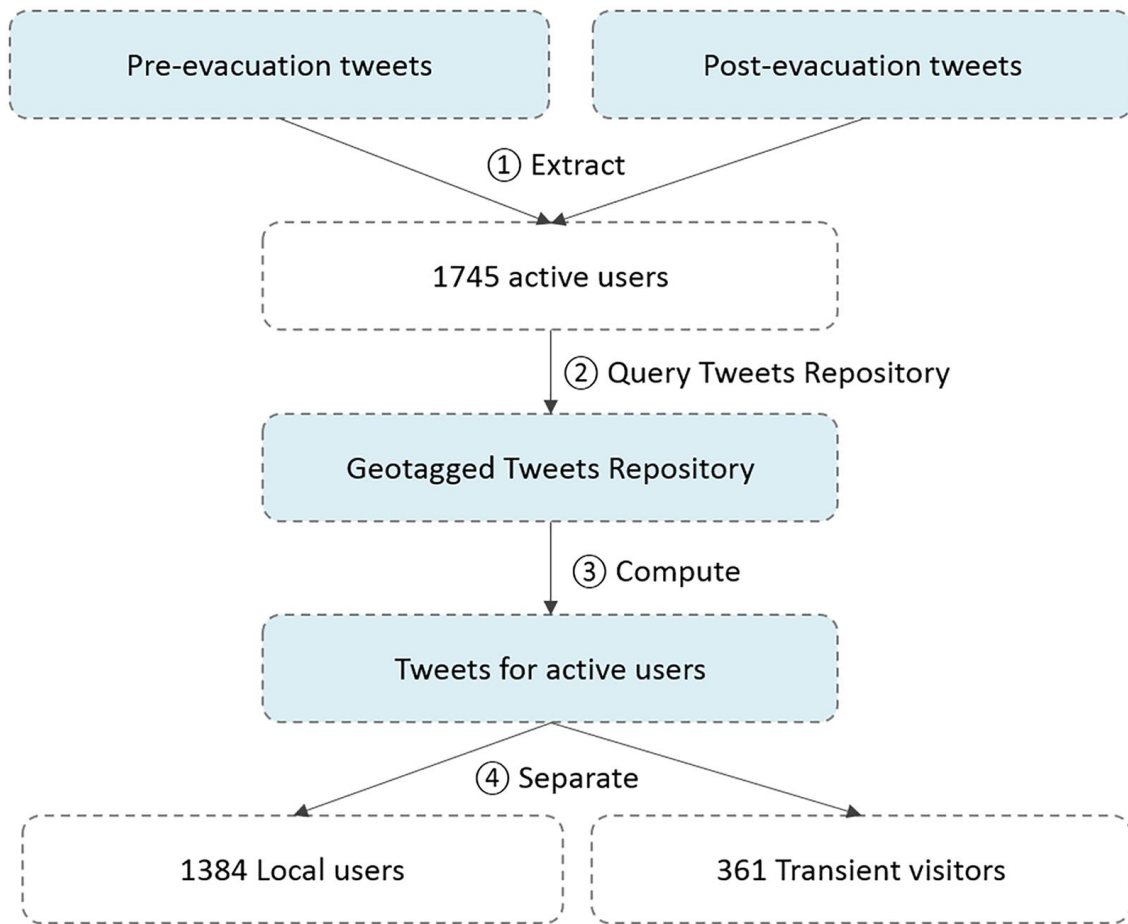 Pre-evacuation tweets
Post-evacuation tweets
① Extract
1745 active users
② Query Tweets Repository
Geotagged Tweets Repository
③ Compute
Tweets for active users
④ Separate
1384 Local users
361 Transient visitors